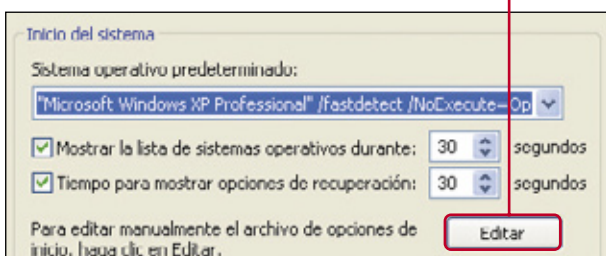 Inicio del sistema
Sistema operativo predeterminado:
"Microsoft Windows XP Professional" /fastdetect /NoExecute=Op
Mostrar la lista de sistemas operativos durante: 30 segundos
Tiempo para mostrar opciones de recuperación: 30 segundos
Para editar manualmente el archivo de opciones de
inicio, haga clic en Editar.
Editar